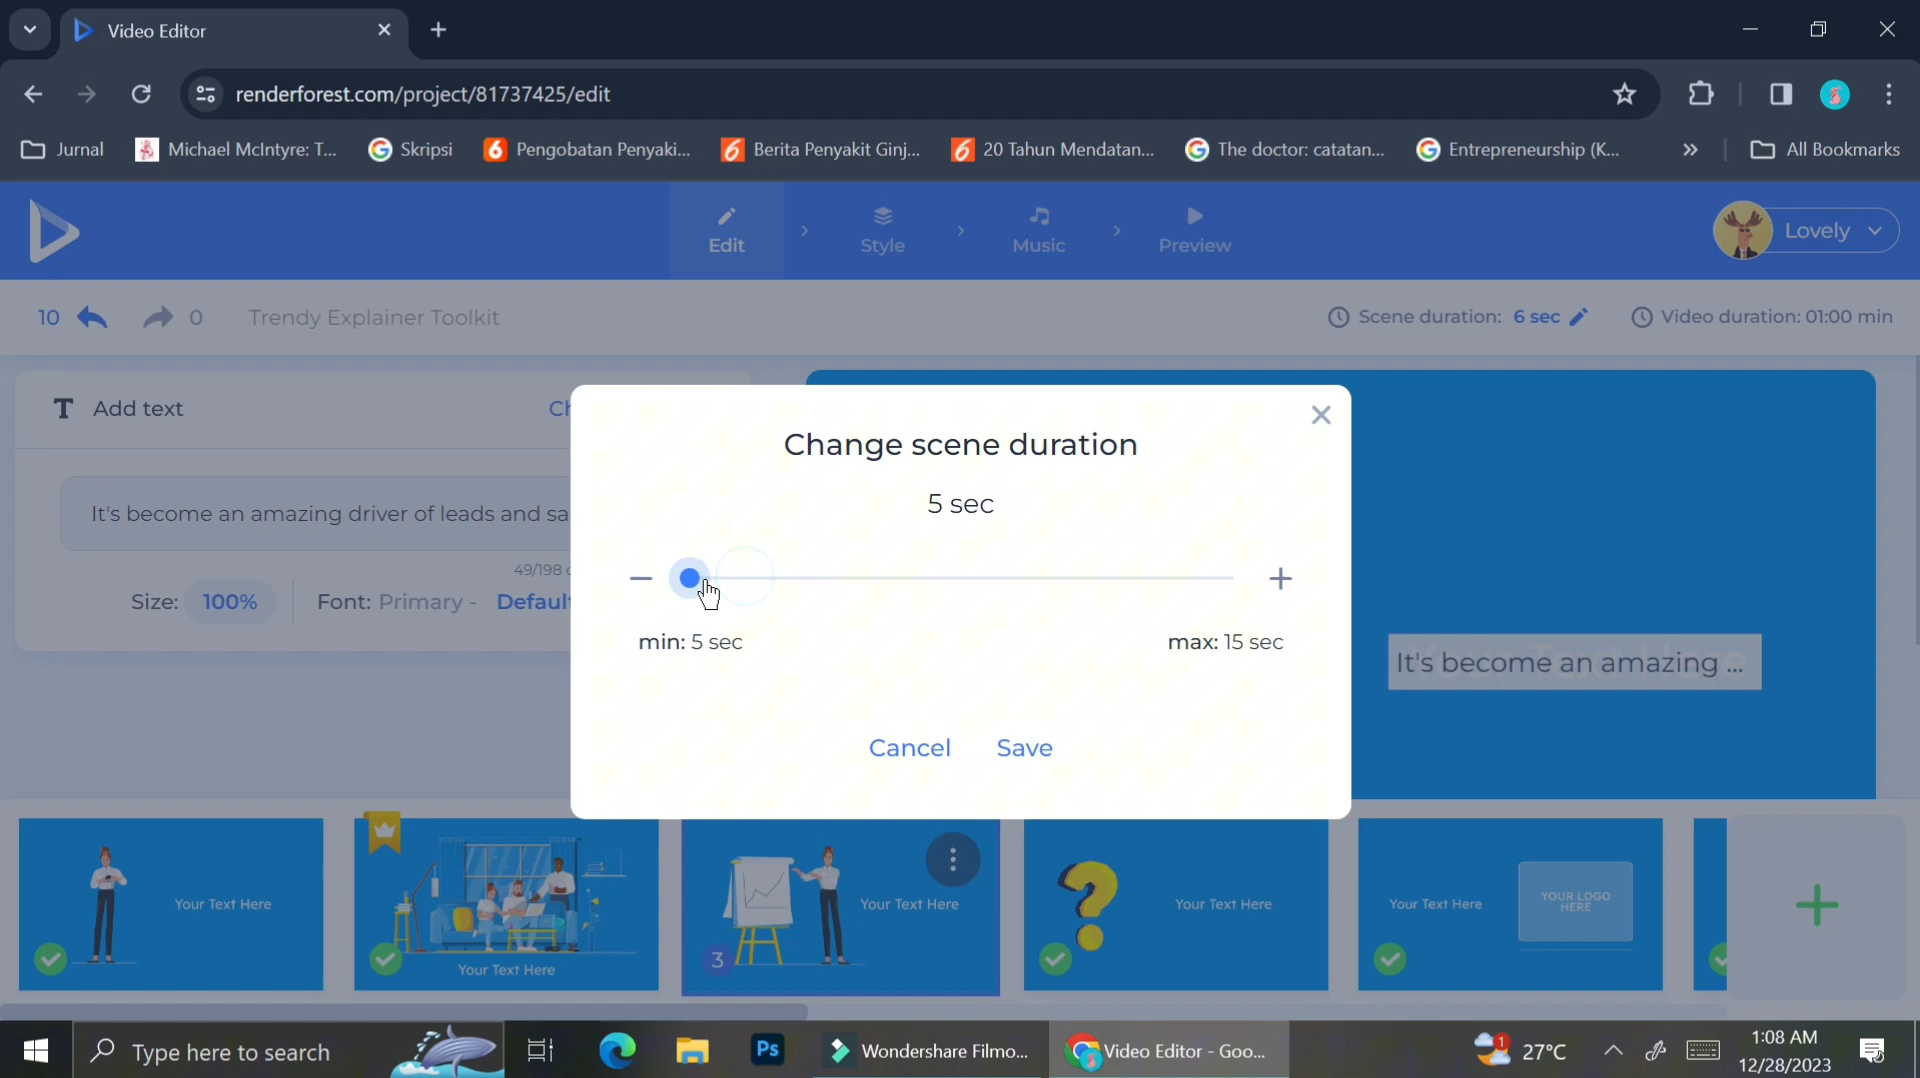 Video Editor
renderforest.com/project/81737425/edit
Jurnal
Michael McIntyre: T...
Skripsi
Pengobatan Penyaki...
Berita Penyakit Ginj...
20 Tahun Mendatan...
The doctor: catatan...
Entrepreneurship (K...
»
All Bookmarks
Edit
Style
Music
Preview
Lovely
10
0
Trendy Explainer Toolkit
Scene duration: 6 sec
Video duration: 01:00 min
T Add text
Ch
It's become an amazing driver of leads and sa
49/198 c
Size: 100%
Font: Primary - Default
Change scene duration
5 sec
min: 5 sec
max: 15 sec
Cancel
Save
It's become an amazing ...
Your Text Here
Your Text Here
3
Your Text Here
Your Text Here
Your Text Here
YOUR LOGO
HERE
Type here to search
Ps
Wondershare Filmo...
Video Editor - Goo...
1
27°C
1:08 AM
12/28/2023